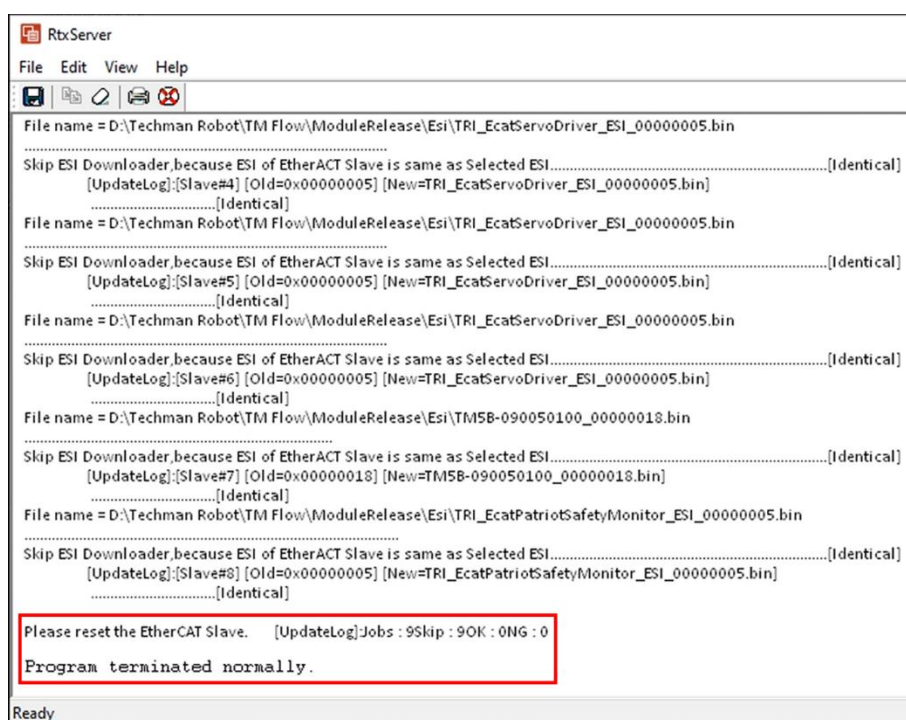 RtxServer
File Edit View Help
File name = D:\Techman Robot\TM Flow\ModuleRelease\Esi\TRI_EcatServoDriver_ESI_00000005.bin
............................................................................................
Skip ESI Downloader,because ESI of EtherACT Slave is same as Selected ESI......................................................................[Identical]
[UpdateLog]:[Slave#4] [Old=0x00000005] [New=TRI_EcatServoDriver_ESI_00000005.bin]
...............................[Identical]
File name = D:\Techman Robot\TM Flow\ModuleRelease\Esi\TRI_EcatServoDriver_ESI_00000005.bin
............................................................................................
Skip ESI Downloader,because ESI of EtherACT Slave is same as Selected ESI......................................................................[Identical]
[UpdateLog]:[Slave#5] [Old=0x00000005] [New=TRI_EcatServoDriver_ESI_00000005.bin]
...............................[Identical]
File name = D:\Techman Robot\TM Flow\ModuleRelease\Esi\TRI_EcatServoDriver_ESI_00000005.bin
............................................................................................
Skip ESI Downloader,because ESI of EtherACT Slave is same as Selected ESI......................................................................[Identical]
[UpdateLog]:[Slave#6] [Old=0x00000005] [New=TRI_EcatServoDriver_ESI_00000005.bin]
...............................[Identical]
File name = D:\Techman Robot\TM Flow\ModuleRelease\Esi\TM5B-090050100_00000018.bin
..............................................................................
Skip ESI Downloader,because ESI of EtherACT Slave is same as Selected ESI......................................................................[Identical]
[UpdateLog]:[Slave#7] [Old=0x00000018] [New=TM5B-090050100_00000018.bin]
...............................[Identical]
File name = D:\Techman Robot\TM Flow\ModuleRelease\Esi\TRI_EcatPatriotSafetyMonitor_ESI_00000005.bin
...............................................................................................
Skip ESI Downloader,because ESI of EtherACT Slave is same as Selected ESI......................................................................[Identical]
[UpdateLog]:[Slave#8] [Old=0x00000005] [New=TRI_EcatPatriotSafetyMonitor_ESI_00000005.bin]
...............................[Identical]
Please reset the EtherCAT Slave. [UpdateLog]:Jobs : 9Skip : 9OK : 0NG : 0
Program terminated normally.
Ready